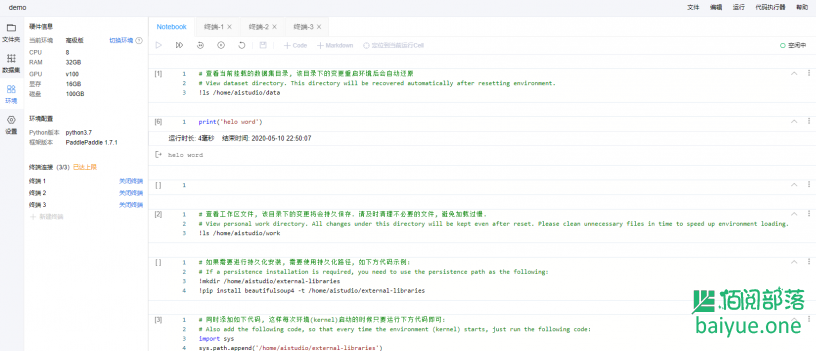 demo
文件 编辑 运行 代码执行器 帮助
文件夹
数据集
环境
设置
硬件信息
当前环境 高级版 切换环境
CPU 8
RAM 32GB
GPU v100
显存 16GB
磁盘 100GB
环境配置
Python版本 python3.7
框架版本 PaddlePaddle 1.7.1
终端连接 (3/3) 已达上限
终端 1 关闭终端
终端 2 关闭终端
终端 3 关闭终端
+ 新建终端
Notebook 终端-1 × 终端-2 × 终端-3 ×
+ Code + Markdown 定位到当前运行Cell 空闲中
[1] 1 # 查看当前挂载的数据集目录, 该目录下的变更重启环境后会自动还原
2 # View dataset directory. This directory will be recovered automatically after resetting environment.
3 !ls /home/aistudio/data
[6] 1 print('helo word')
运行时长: 4毫秒 结束时间: 2020-05-10 22:50:07
helo word
[ ] 1
[2] 1 # 查看工作区文件, 该目录下的变更将会持久保存. 请及时清理不必要的文件, 避免加载过慢.
2 # View personal work directory. All changes under this directory will be kept even after reset. Please clean unnecessary files in time to speed up environment loading.
3 !ls /home/aistudio/work
[ ] 1 # 如果需要进行持久化安装, 需要使用持久化路径, 如下方代码示例:
2 # If a persistence installation is required, you need to use the persistence path as the following:
3 !mkdir /home/aistudio/external-libraries
4 !pip install beautifulsoup4 -t /home/aistudio/external-libraries
[3] 1 # 同时添加如下代码, 这样每次环境(kernel)启动的时候只要运行下方代码即可:
2 # Also add the following code, so that every time the environment (kernel) starts, just run the following code:
3 import sys
4 sys.path.append('/home/aistudio/external-libraries')
佰阅部落
baiyue.one